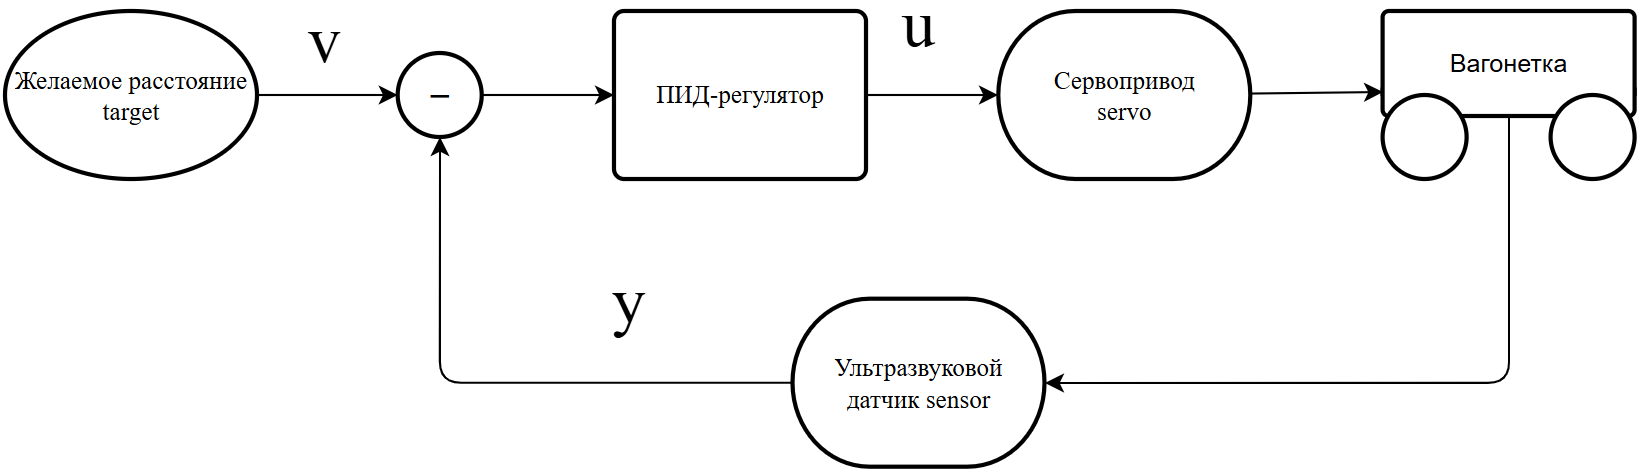 Желаемое расстояние
target
v
–
ПИД-регулятор
u
Сервопривод
servo
Вагонетка
y
Ультразвуковой
датчик sensor